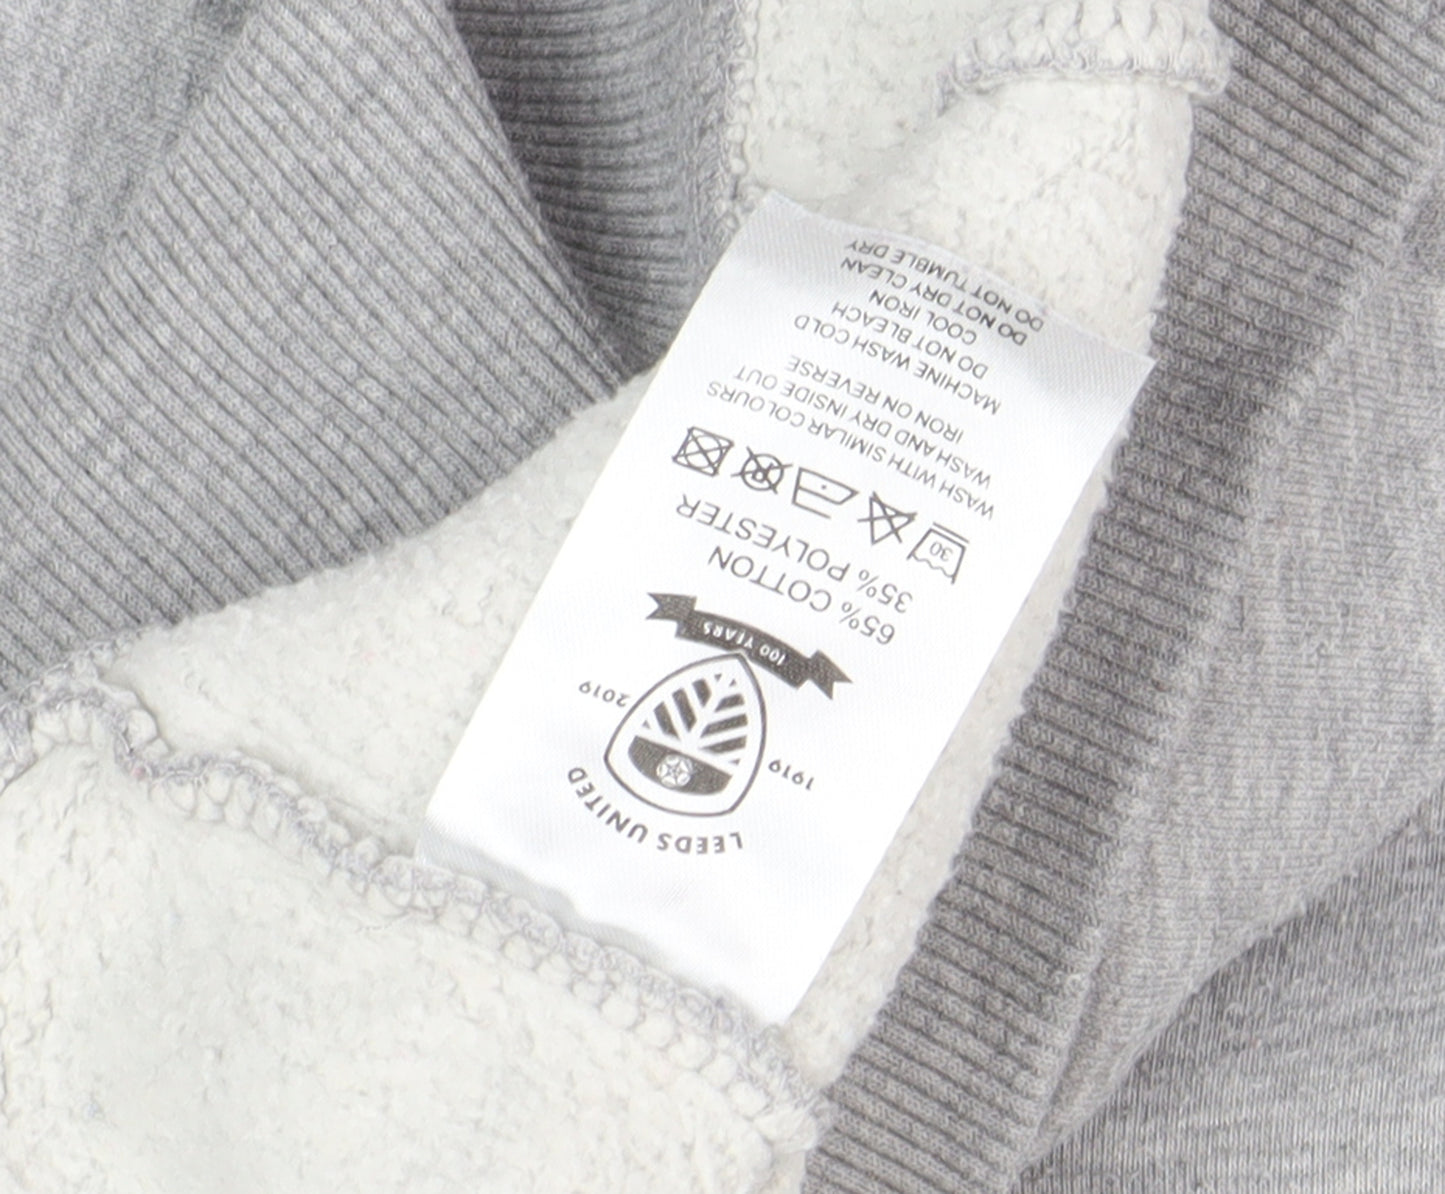 LEEDS UNITED
1919 2019
100 YEARS
65% COTTON
35% POLYESTER
30
P
WASH WITH SIMILAR COLOURS
WASH AND DRY INSIDE OUT
IRON ON REVERSE
MACHINE WASH COLD
DO NOT BLEACH
COOL IRON
DO NOT DRY CLEAN
DO NOT TUMBLE DRY